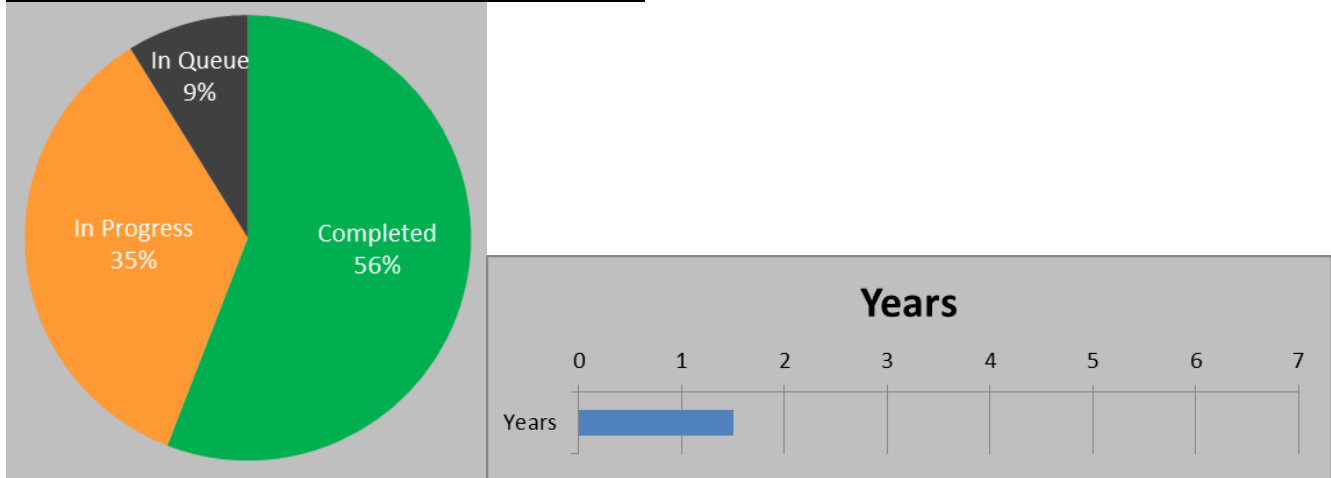 In Queue
9%
In Progress
35%
Completed
56%
Years
0 1 2 3 4 5 6 7
Years